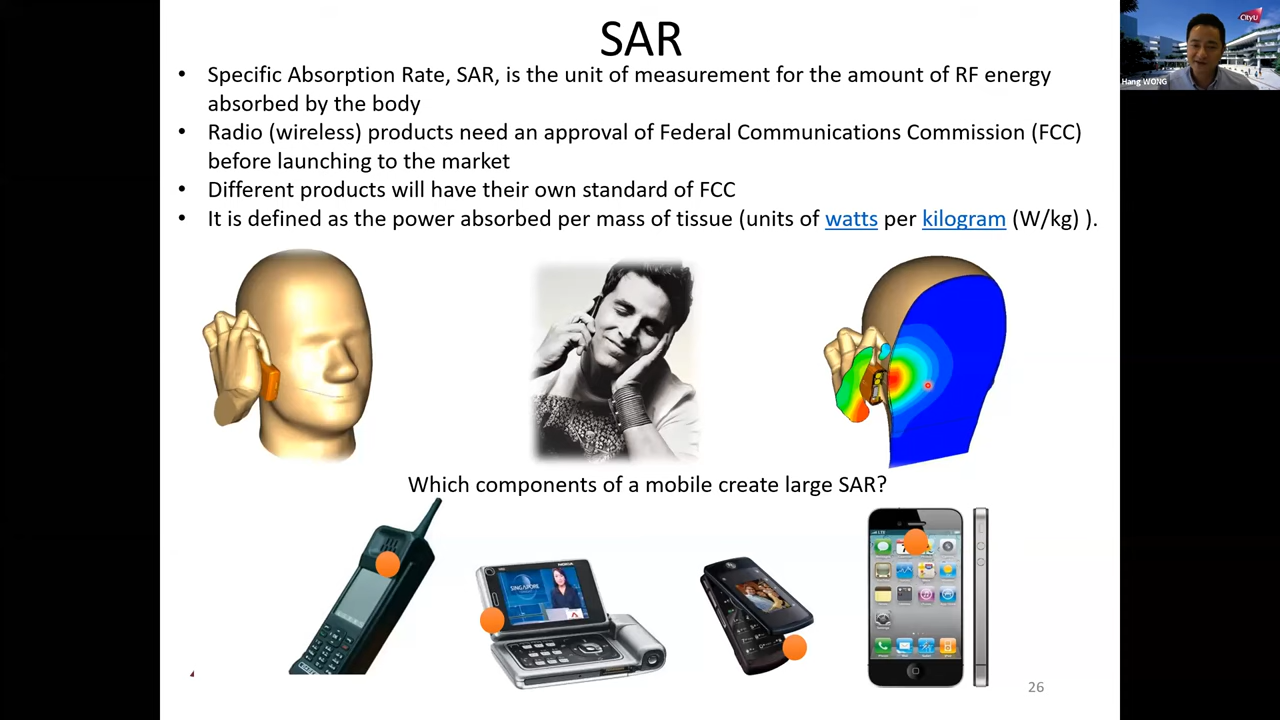 SAR
• Specific Absorption Rate, SAR, is the unit of measurement for the amount of RF energy
absorbed by the body
• Radio (wireless) products need an approval of Federal Communications Commission (FCC)
before launching to the market
• Different products will have their own standard of FCC
• It is defined as the power absorbed per mass of tissue (units of watts per kilogram (W/kg) ).
Which components of a mobile create large SAR?
NOKIA
SINGAPORE
26
CityU
Hang WONG